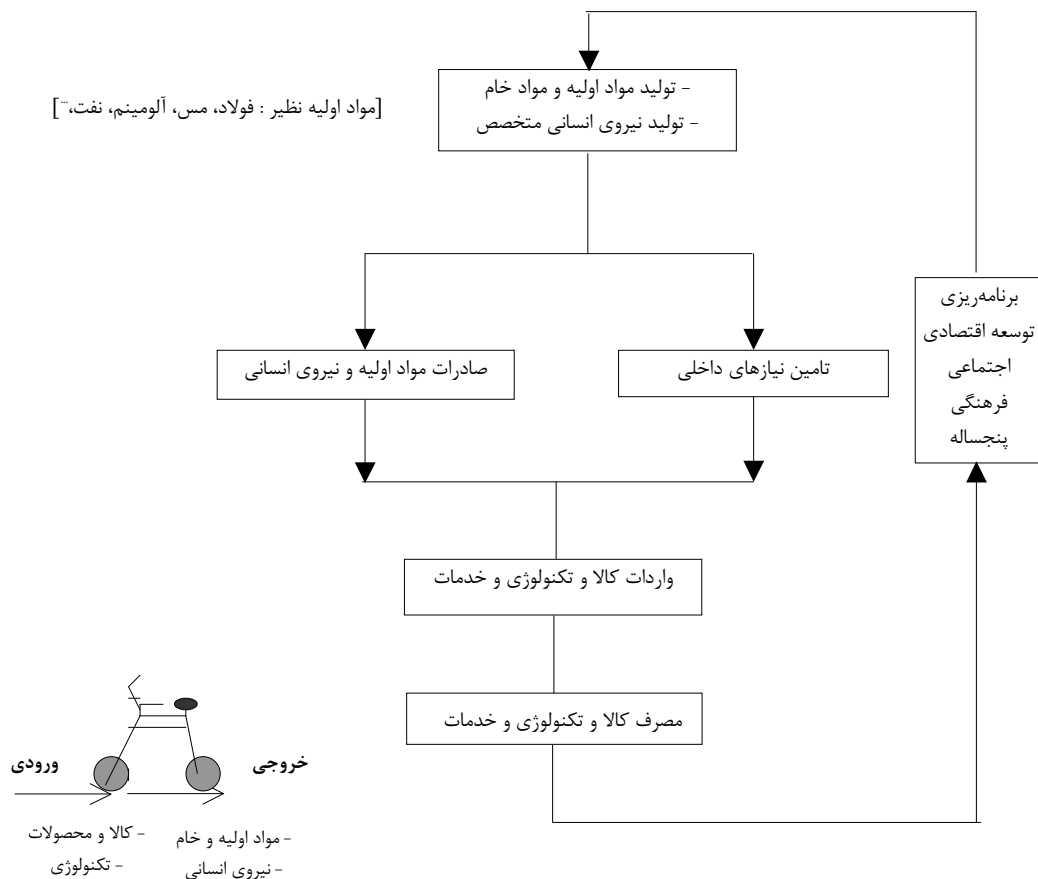 - تولید مواد اولیه و مواد خام
- تولید نیروی انسانی متخصص
[مواد اولیه نظیر : فولاد، مس، آلومینم، نفت،...]
برنامه‌ریزی
توسعه اقتصادی
اجتماعی
فرهنگی
پنجساله
تامین نیازهای داخلی
صادرات مواد اولیه و نیروی انسانی
واردات کالا و تکنولوژی و خدمات
مصرف کالا و تکنولوژی و خدمات
خروجی
ورودی
- مواد اولیه و خام
- نیروی انسانی
- کالا و محصولات
- تکنولوژی